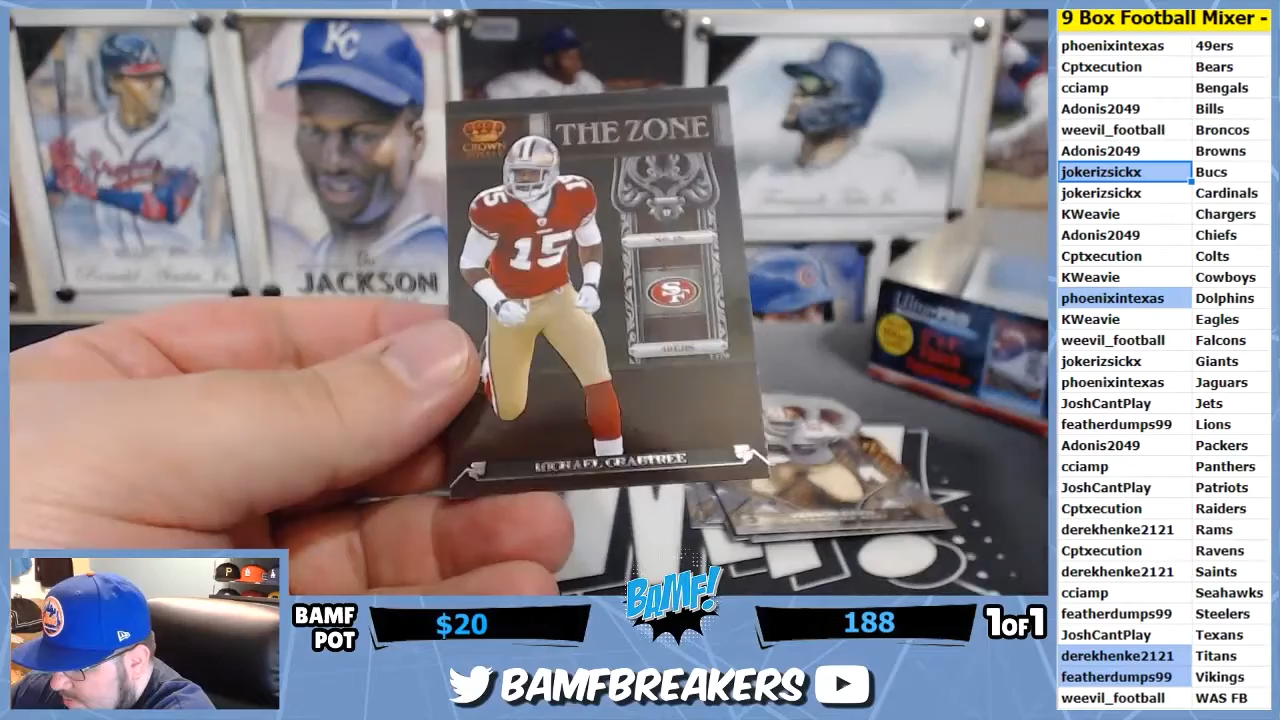 9 Box Football Mixer -
phoenixintexas 49ers
Cptxecution Bears
cciamp Bengals
Adonis2049 Bills
weevil_football Broncos
Adonis2049 Browns
jokerizsickx Bucs
jokerizsickx Cardinals
KWeavie Chargers
Adonis2049 Chiefs
Cptxecution Colts
KWeavie Cowboys
phoenixintexas Dolphins
KWeavie Eagles
weevil_football Falcons
jokerizsickx Giants
phoenixintexas Jaguars
JoshCantPlay Jets
featherdumps99 Lions
Adonis2049 Packers
cciamp Panthers
JoshCantPlay Patriots
Cptxecution Raiders
derekhenke2121 Rams
Cptxecution Ravens
derekhenke2121 Saints
cciamp Seahawks
featherdumps99 Steelers
JoshCantPlay Texans
derekhenke2121 Titans
featherdumps99 Vikings
weevil_football WAS FB
KC
JACKSON
CROWN
THE ZONE
15
15
SF
49ERS
MICHAEL CRABTREE
BAMF POT
$20
BAMF!
188
1OF1
BAMFBREAKERS